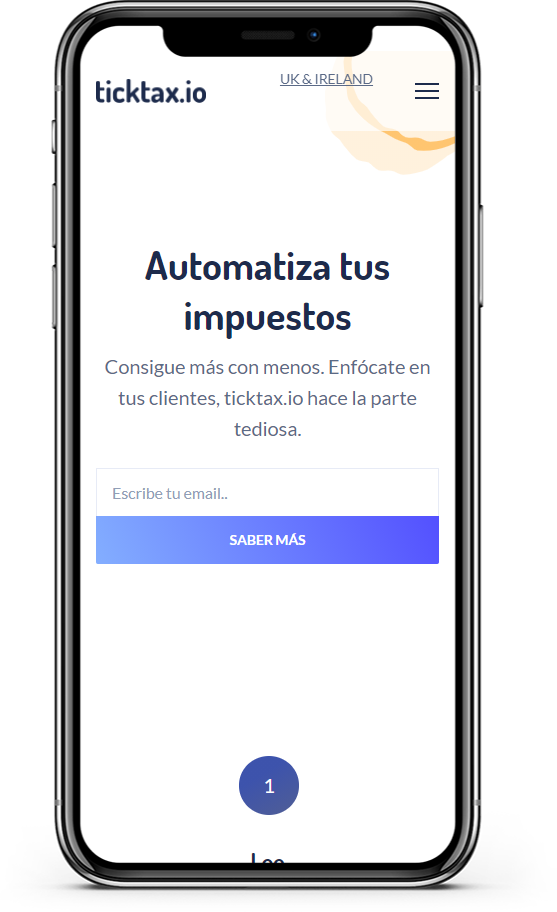 ticktax.io
UK & IRELAND
Automatiza tus
impuestos
Consigue más con menos. Enfócate en
tus clientes, ticktax.io hace la parte
tediosa.
Escribe tu email..
SABER MÁS
1